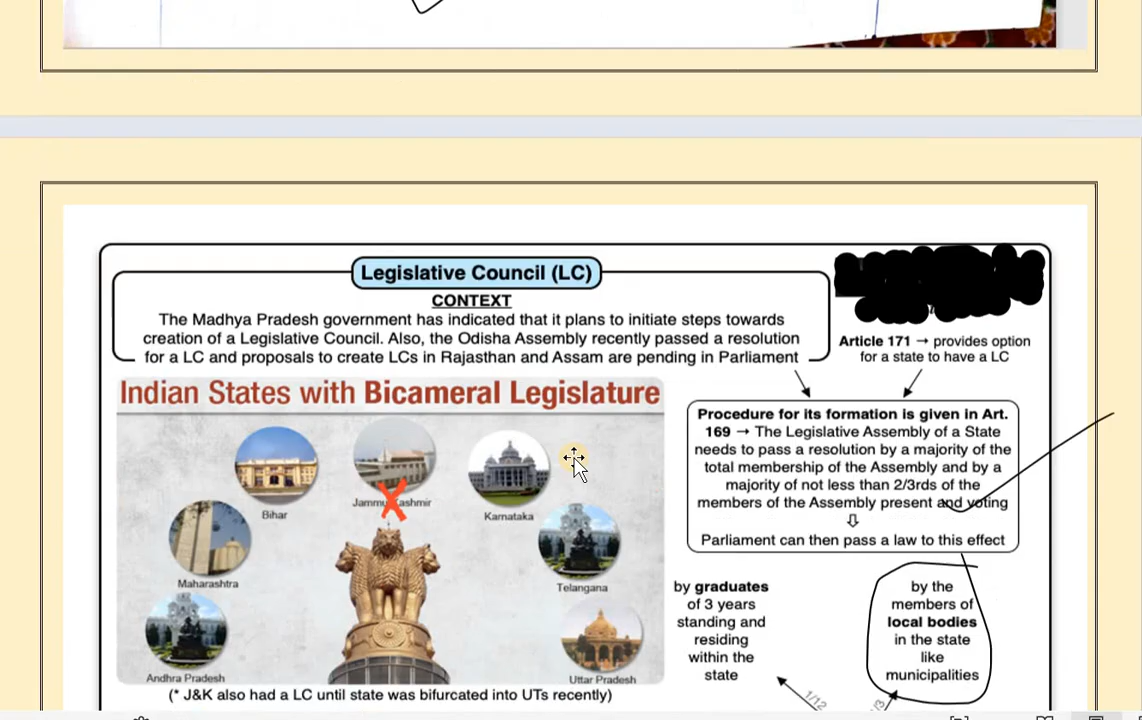 Legislative Council (LC)
CONTEXT
The Madhya Pradesh government has indicated that it plans to initiate steps towards
creation of a Legislative Council. Also, the Odisha Assembly recently passed a resolution
for a LC and proposals to create LCs in Rajasthan and Assam are pending in Parliament
Article 171 → provides option
for a state to have a LC
Indian States with Bicameral Legislature
Bihar
Karnataka
Maharashtra
Telangana
Andhra Pradesh
Uttar Pradesh
(* J&K also had a LC until state was bifurcated into UTs recently)
Procedure for its formation is given in Art.
169 → The Legislative Assembly of a State
needs to pass a resolution by a majority of the
total membership of the Assembly and by a
majority of not less than 2/3rds of the
members of the Assembly present and voting
⇩
Parliament can then pass a law to this effect
by graduates
of 3 years
standing and
residing
within the
state
1/12
by the
members of
local bodies
in the state
like
municipalities